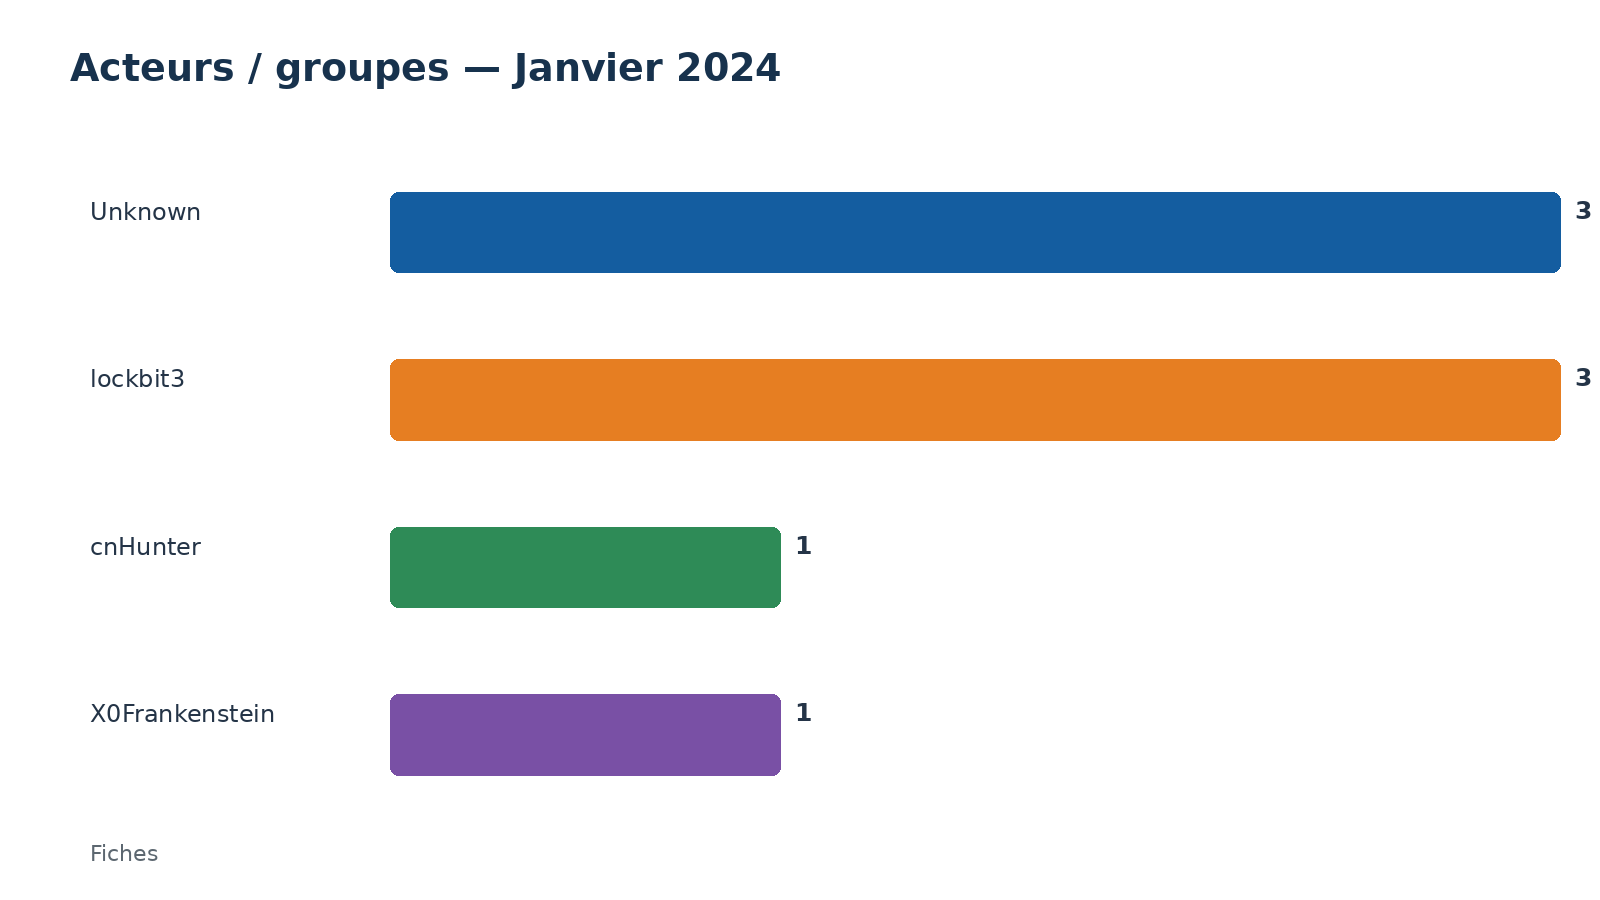 Acteurs / groupes — Janvier 2024
Unknown 3
lockbit3 3
cnHunter 1
X0Frankenstein 1
Fiches